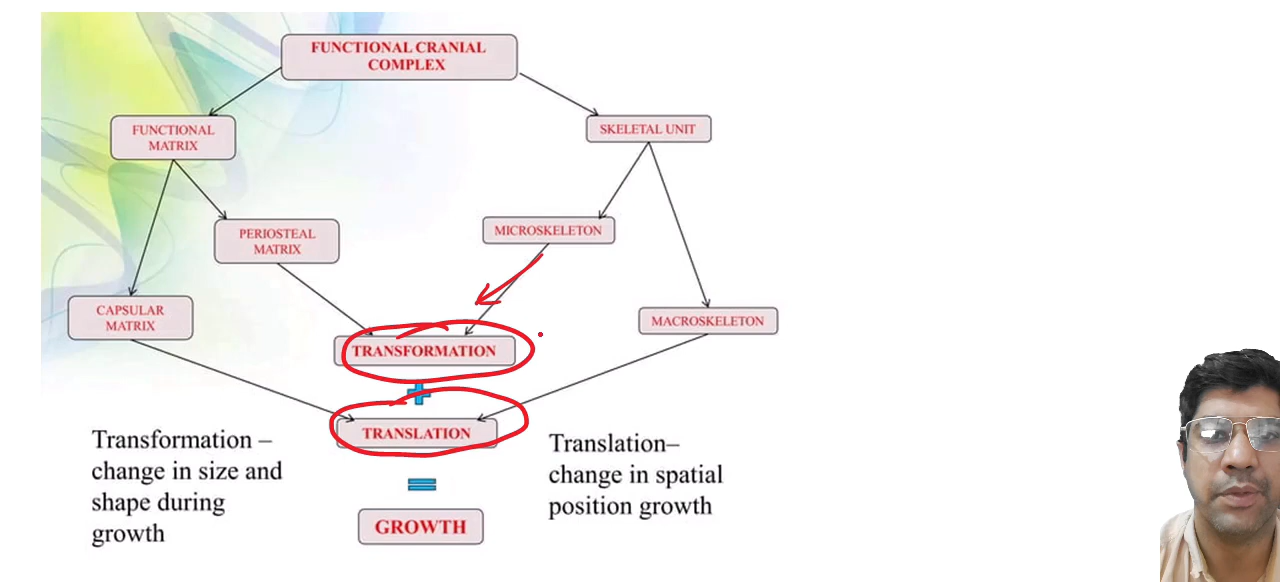 FUNCTIONAL CRANIAL
COMPLEX
FUNCTIONAL
MATRIX
SKELETAL UNIT
PERIOSTEAL
MATRIX
MICROSKELETON
CAPSULAR
MATRIX
MACROSKELETON
TRANSFORMATION
TRANSLATION
Transformation –
change in size and
shape during
growth
Translation–
change in spatial
position growth
GROWTH